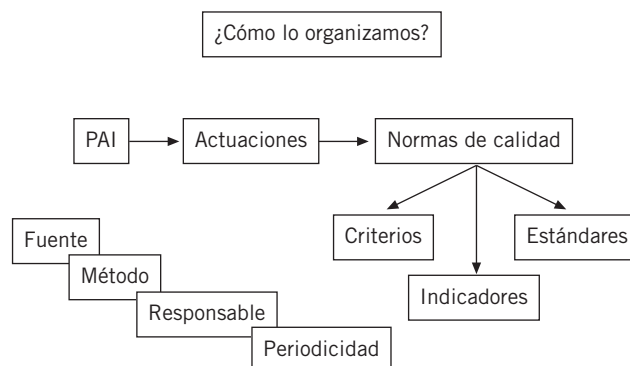 ¿Cómo lo organizamos?
PAI
Actuaciones
Normas de calidad
Criterios
Estándares
Indicadores
Fuente
Método
Responsable
Periodicidad